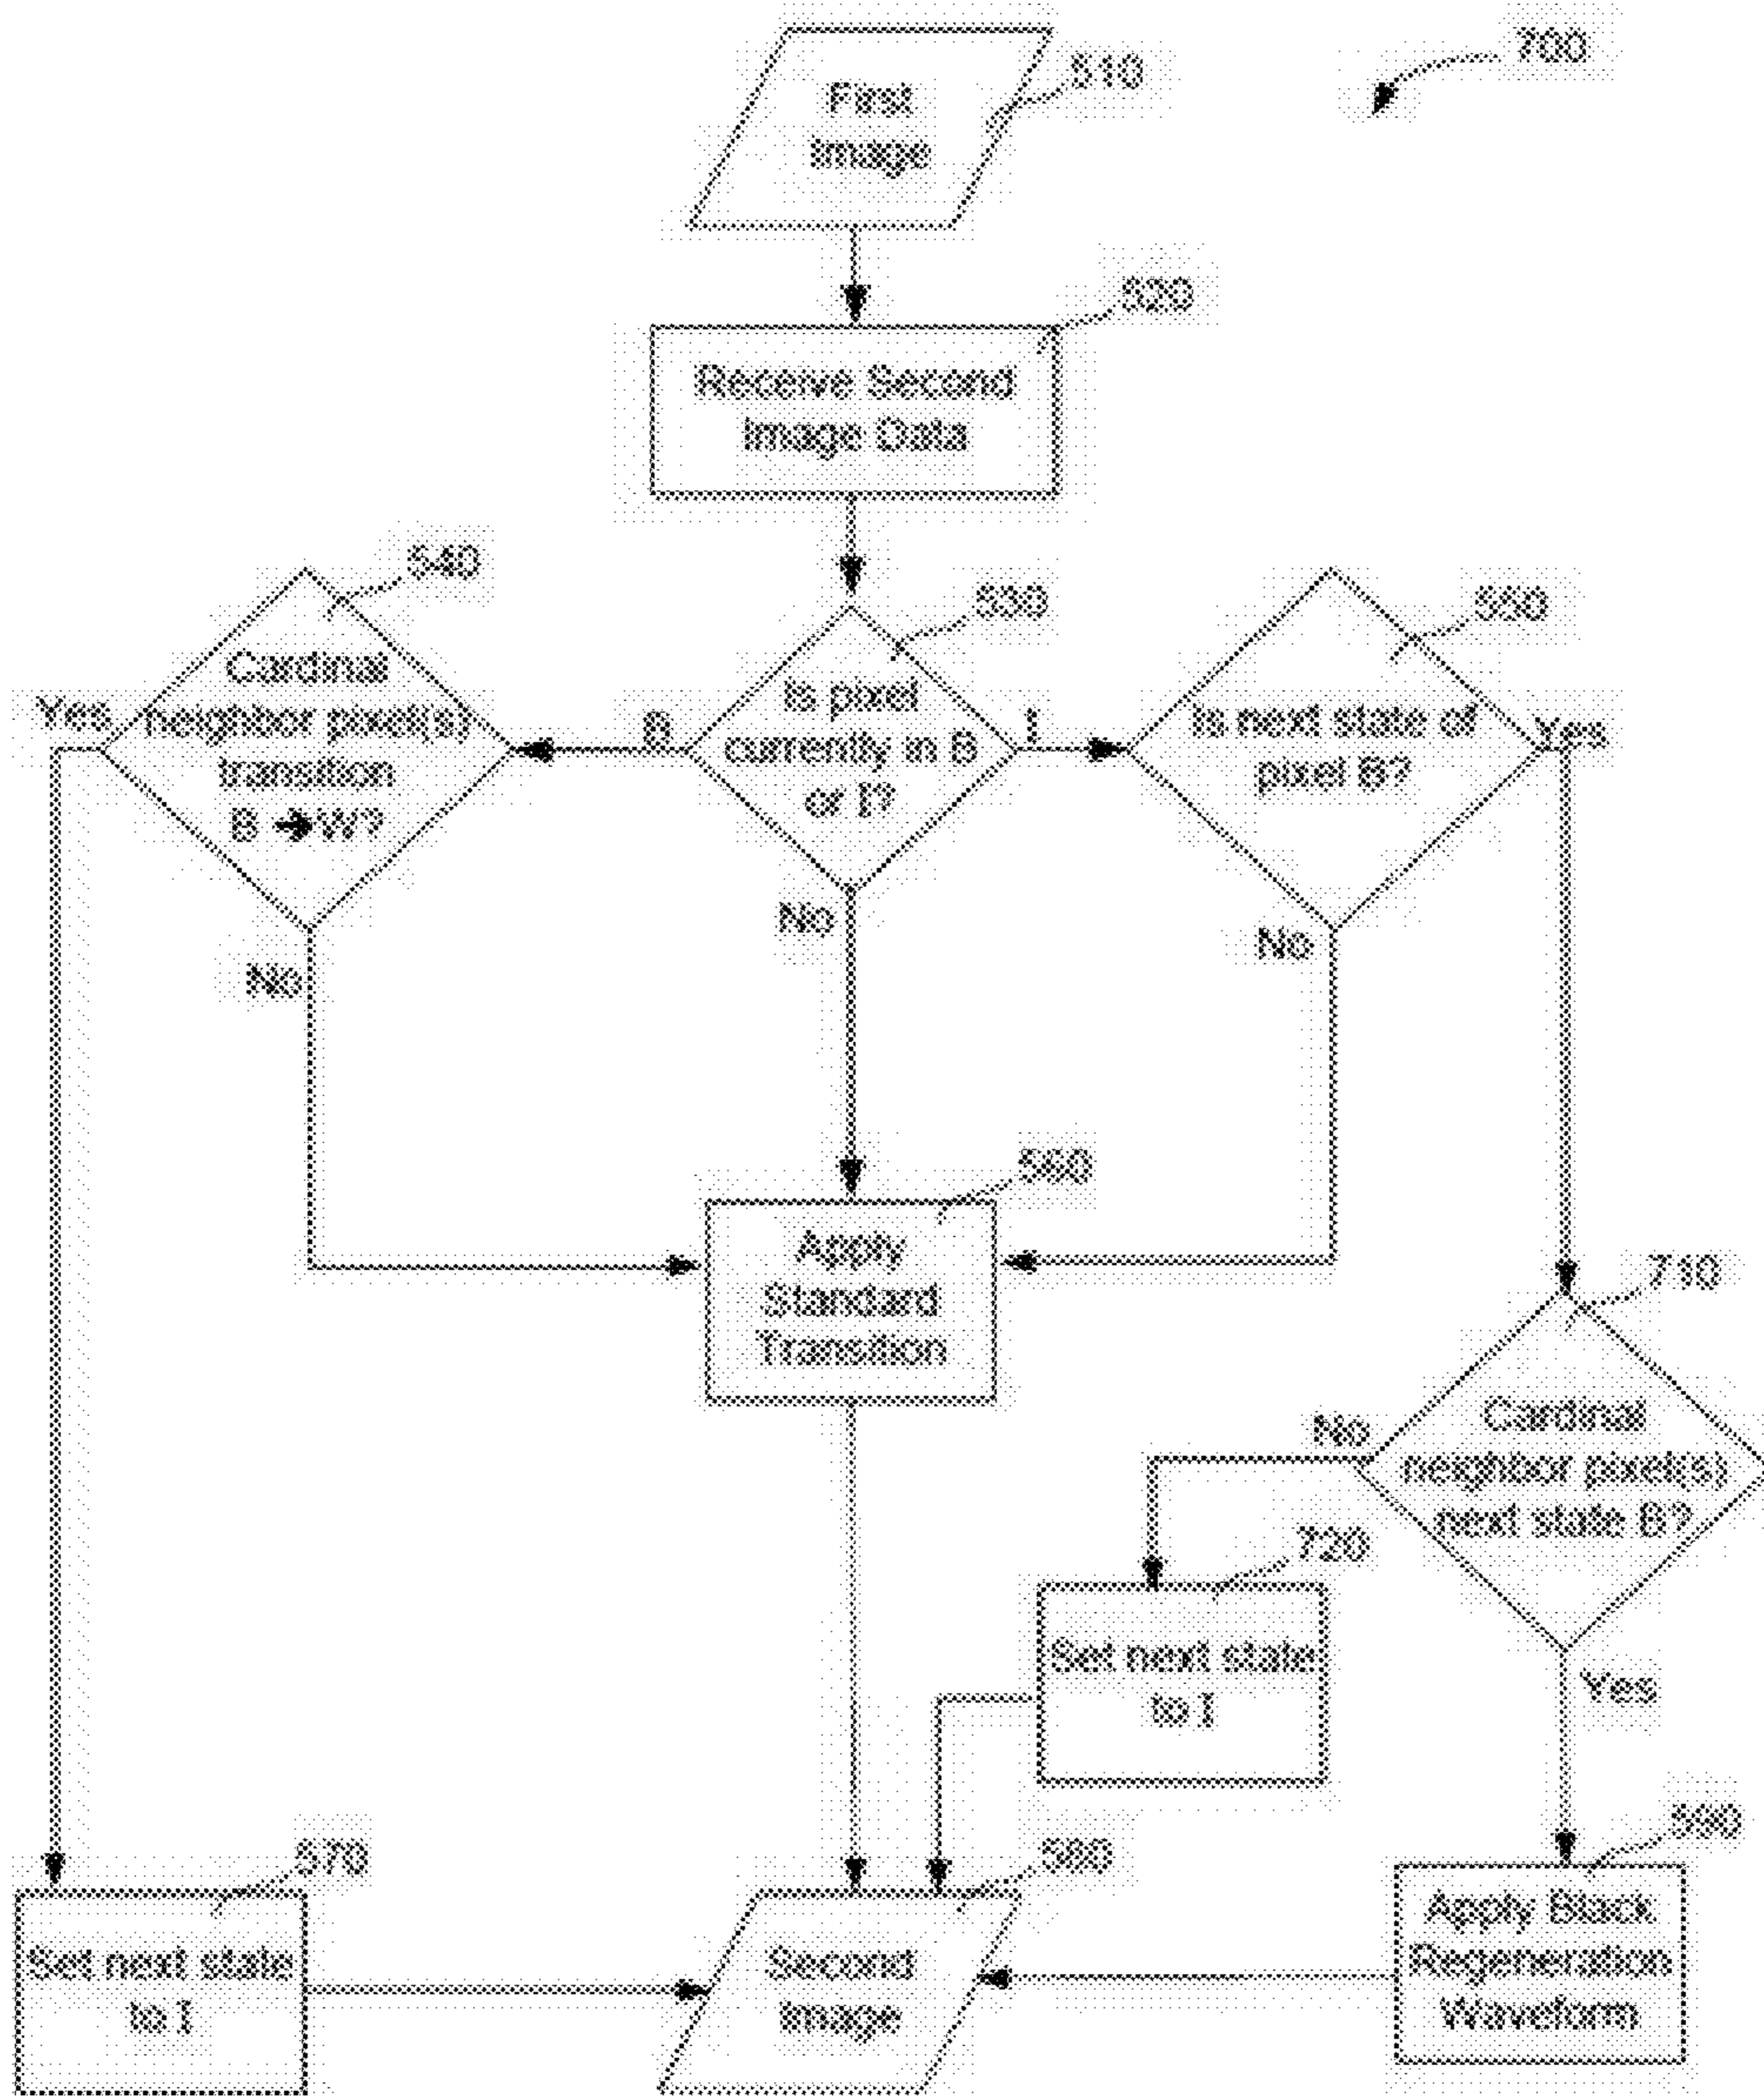 700
First
Image
510
Receive Second
Image Data
520
Is pixel
currently in B
or I?
530
B
I
No
Cardinal
neighbor pixel(s)
transition
B ➔W?
540
Yes
No
Is next state of
pixel B?
550
Yes
No
Apply
Standard
Transition
560
Cardinal
neighbor pixel(s)
next state B?
710
No
Yes
Set next state
to I
720
Set next state
to I
570
Second
Image
580
Apply Black
Regeneration
Waveform
590